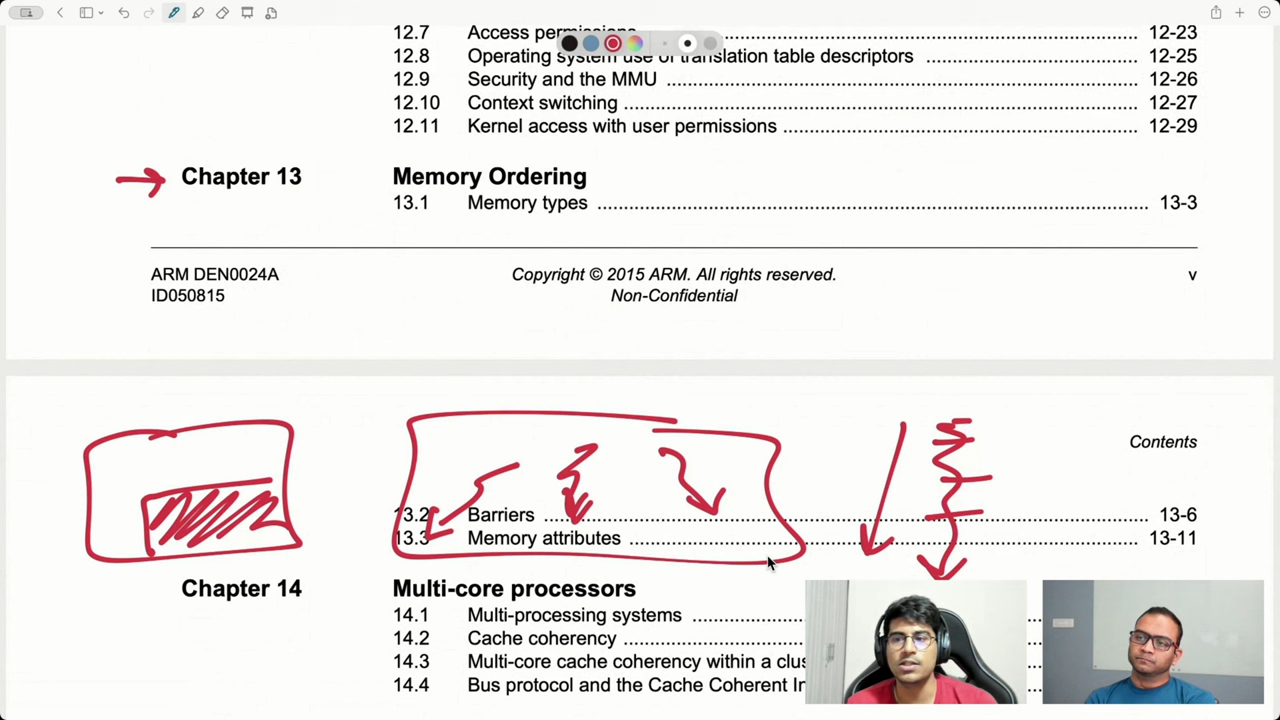 12.7 Access permissions ........ 12-23
12.8 Operating system use of translation table descriptors ........ 12-25
12.9 Security and the MMU ........ 12-26
12.10 Context switching ........ 12-27
12.11 Kernel access with user permissions ........ 12-29
Chapter 13 Memory Ordering
13.1 Memory types ........ 13-3
ARM DEN0024A Copyright © 2015 ARM. All rights reserved. v
ID050815 Non-Confidential
Contents
13.2 Barriers ........ 13-6
13.3 Memory attributes ........ 13-11
Chapter 14 Multi-core processors
14.1 Multi-processing systems ........
14.2 Cache coherency ........
14.3 Multi-core cache coherency within a clus
14.4 Bus protocol and the Cache Coherent In